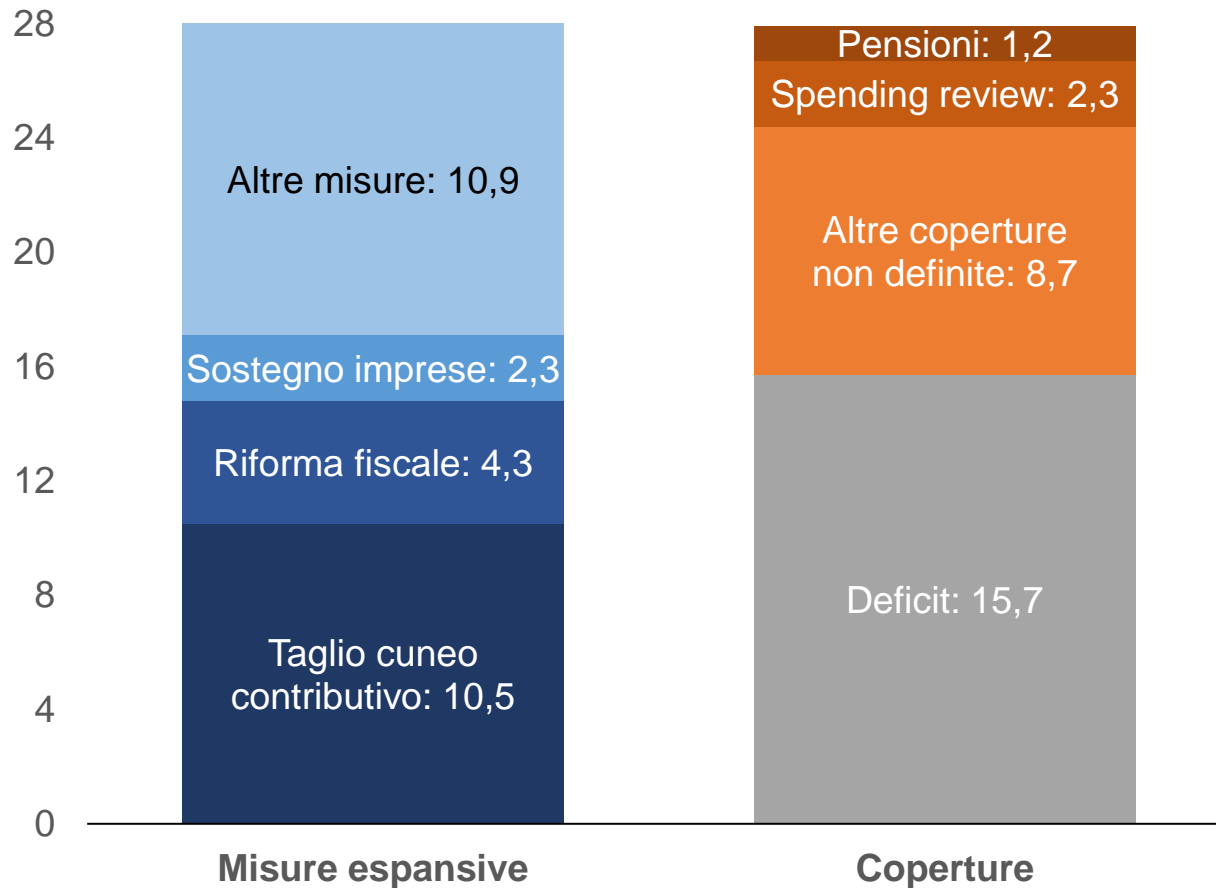 28
24
20
16
12
8
4
0
Altre misure: 10,9
Sostegno imprese: 2,3
Riforma fiscale: 4,3
Taglio cuneo
contributivo: 10,5
Pensioni: 1,2
Spending review: 2,3
Altre coperture
non definite: 8,7
Deficit: 15,7
Misure espansive
Coperture